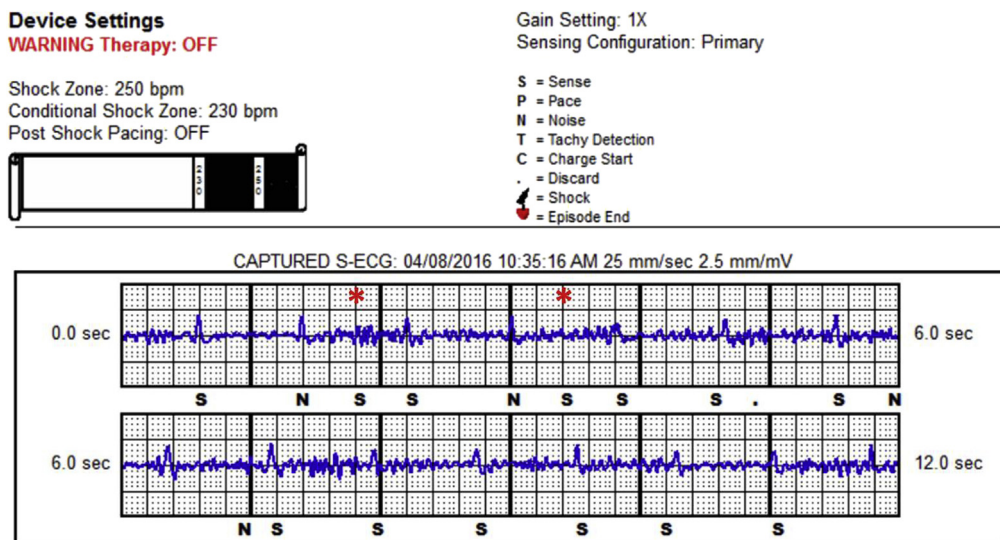 Device Settings
WARNING Therapy: OFF
Shock Zone: 250 bpm
Conditional Shock Zone: 230 bpm
Post Shock Pacing: OFF
230 250
Gain Setting: 1X
Sensing Configuration: Primary
S = Sense
P = Pace
N = Noise
T = Tachy Detection
C = Charge Start
. = Discard
= Shock
= Episode End
CAPTURED S-ECG: 04/08/2016 10:35:16 AM 25 mm/sec 2.5 mm/mV
* *
0.0 sec 6.0 sec
S N S S N S S S . S N
6.0 sec 12.0 sec
N S S S S S S